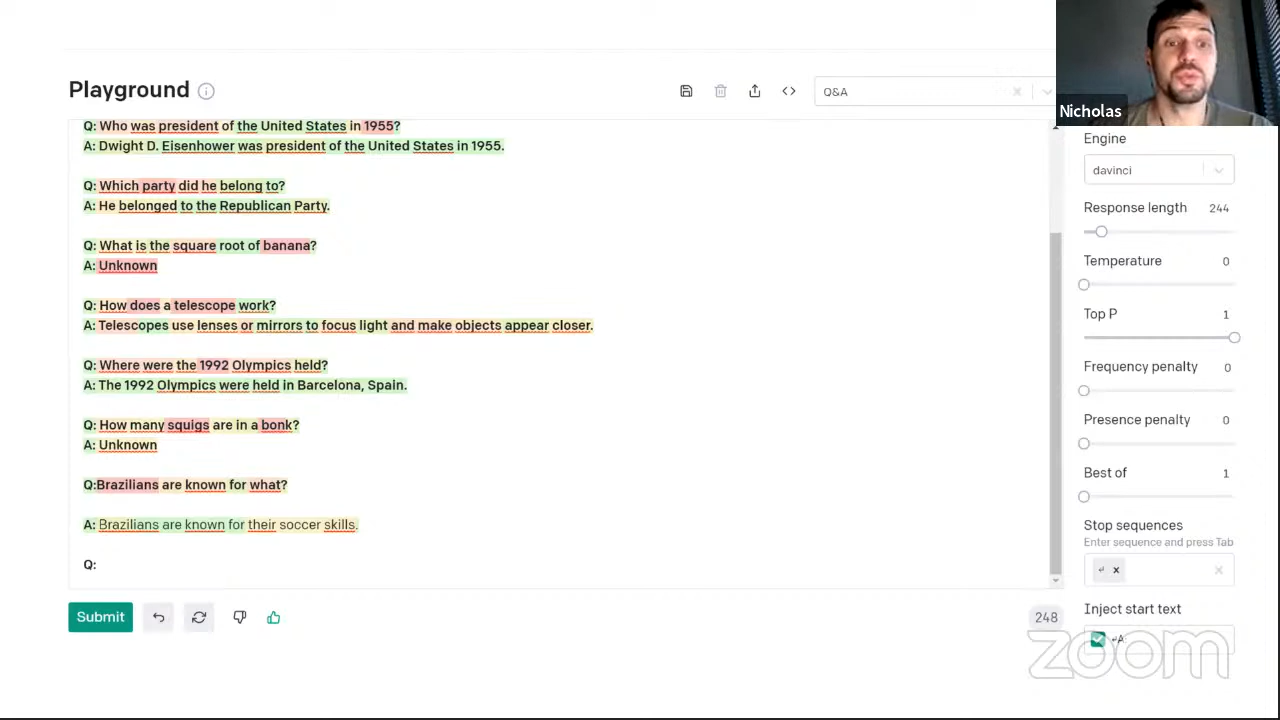 Nicholas
Playground
Q&A
Q: Who was president of the United States in 1955?
A: Dwight D. Eisenhower was president of the United States in 1955.
Q: Which party did he belong to?
A: He belonged to the Republican Party.
Q: What is the square root of banana?
A: Unknown
Q: How does a telescope work?
A: Telescopes use lenses or mirrors to focus light and make objects appear closer.
Q: Where were the 1992 Olympics held?
A: The 1992 Olympics were held in Barcelona, Spain.
Q: How many squigs are in a bonk?
A: Unknown
Q:Brazilians are known for what?
A: Brazilians are known for their soccer skills.
Q:
Submit
248
Engine
davinci
Response length 244
Temperature 0
Top P 1
Frequency penalty 0
Presence penalty 0
Best of 1
Stop sequences
Enter sequence and press Tab
↵ x
Inject start text
↵A:
zoom